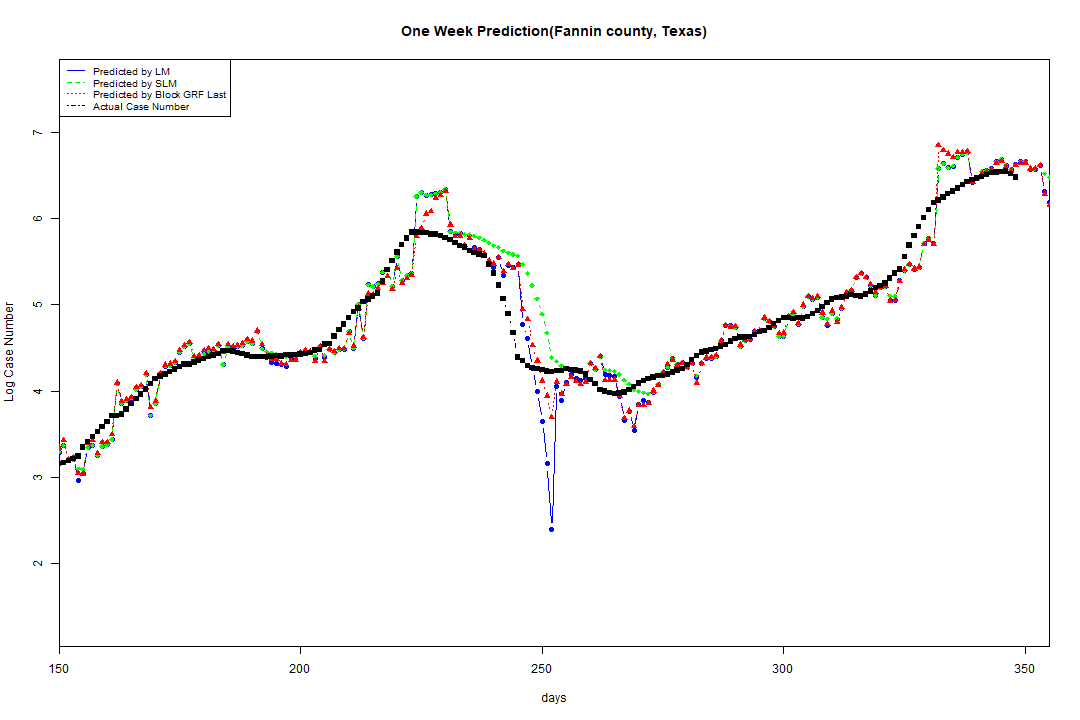 One Week Prediction(Fannin county, Texas)
Predicted by LM
Predicted by SLM
Predicted by Block GRF Last
Actual Case Number
Log Case Number
7
6
5
4
3
2
150 200 250 300 350
days